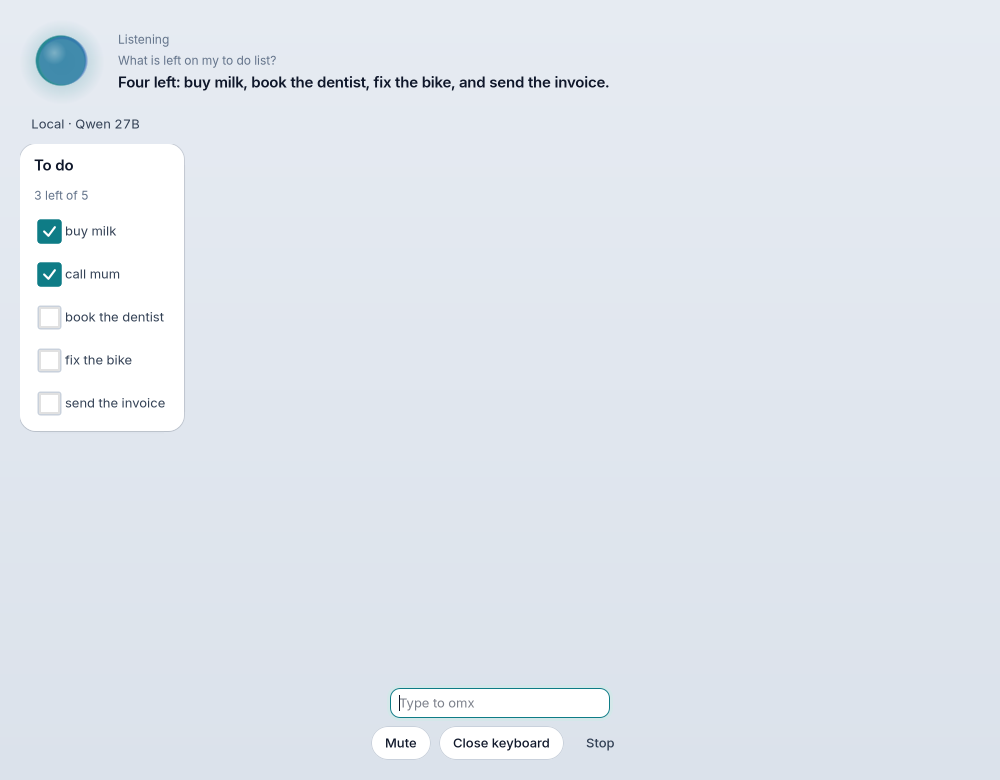 Listening
What is left on my to do list?
Four left: buy milk, book the dentist, fix the bike, and send the invoice.
Local · Qwen 27B
To do
3 left of 5
buy milk
call mum
book the dentist
fix the bike
send the invoice
Type to omx
Mute
Close keyboard
Stop